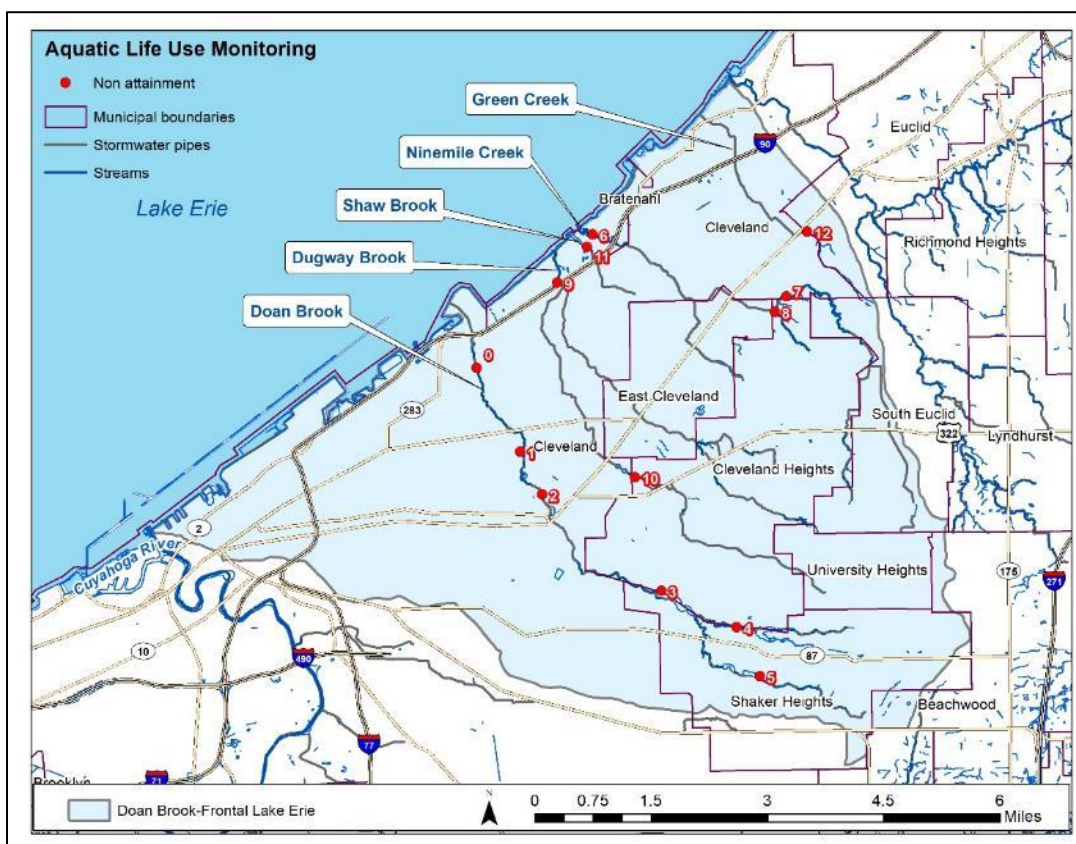 Aquatic Life Use Monitoring
Non attainment
Municipal boundaries
Stormwater pipes
Streams
Lake Erie
Green Creek
Ninemile Creek
Shaw Brook
Dugway Brook
Doan Brook
90
Euclid
Bratenahl
Cleveland
Richmond Heights
6
11
12
9
7
8
0
283
East Cleveland
South Euclid
322
Lyndhurst
1
Cleveland
Cleveland Heights
10
2
2
Cuyahoga River
University Heights
175
271
3
4
10
490
87
5
Shaker Heights
Beachwood
77
71
Brooklyn
Doan Brook-Frontal Lake Erie
N
0 0.75 1.5 3 4.5 6
Miles